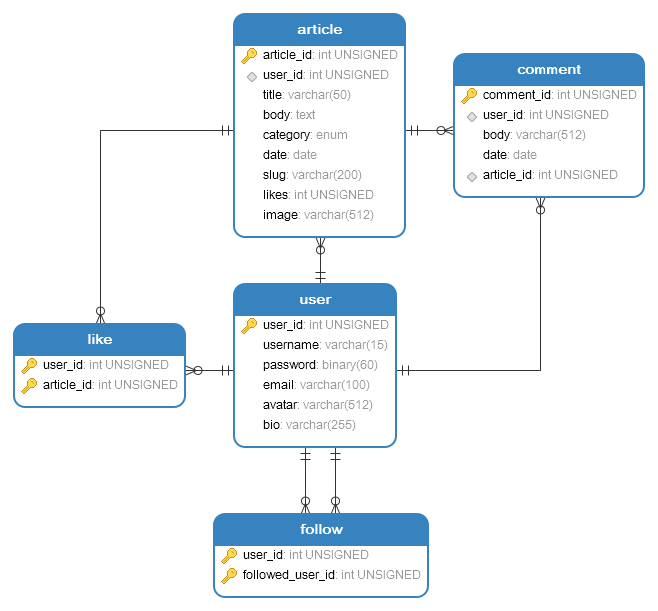 article
article_id: int UNSIGNED
user_id: int UNSIGNED
title: varchar(50)
body: text
category: enum
date: date
slug: varchar(200)
likes: int UNSIGNED
image: varchar(512)
comment
comment_id: int UNSIGNED
user_id: int UNSIGNED
body: varchar(512)
date: date
article_id: int UNSIGNED
user
user_id: int UNSIGNED
username: varchar(15)
password: binary(60)
email: varchar(100)
avatar: varchar(512)
bio: varchar(255)
like
user_id: int UNSIGNED
article_id: int UNSIGNED
follow
user_id: int UNSIGNED
followed_user_id: int UNSIGNED